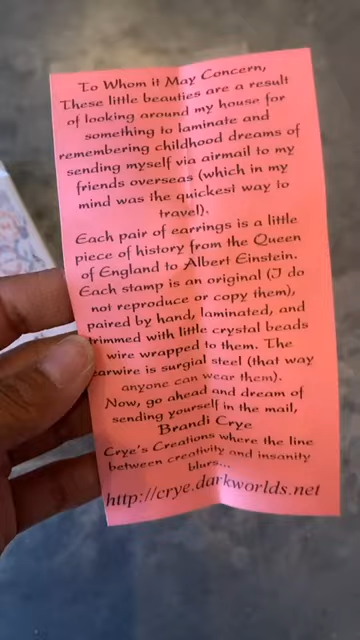 To Whom it May Concern,
These little beauties are a result
of looking around my house for
something to laminate and
remembering childhood dreams of
sending myself via airmail to my
friends overseas (which in my
mind was the quickest way to
travel).
Each pair of earrings is a little
piece of history from the Queen
of England to Albert Einstein.
Each stamp is an original (I do
not reproduce or copy them),
paired by hand, laminated, and
trimmed with little crystal beads
wire wrapped to them. The
earwire is surgial steel (that way
anyone can wear them).
Now, go ahead and dream of
sending yourself in the mail,
Brandi Crye
Crye's Creations where the line
between creativity and insanity
blurs...
http://crye.darkworlds.net